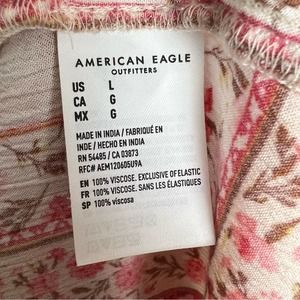 AMERICAN EAGLE
OUTFITTERS
US L
CA G
MX G
MADE IN INDIA / FABRIQUÉ EN
INDE / HECHO EN INDIA
RN 54485 / CA 03873
RFC# AEM120605U9A
EN 100% VISCOSE. EXCLUSIVE OF ELASTIC
FR 100% VISCOSE. SANS LES ÉLASTIQUES
SP 100% viscosa